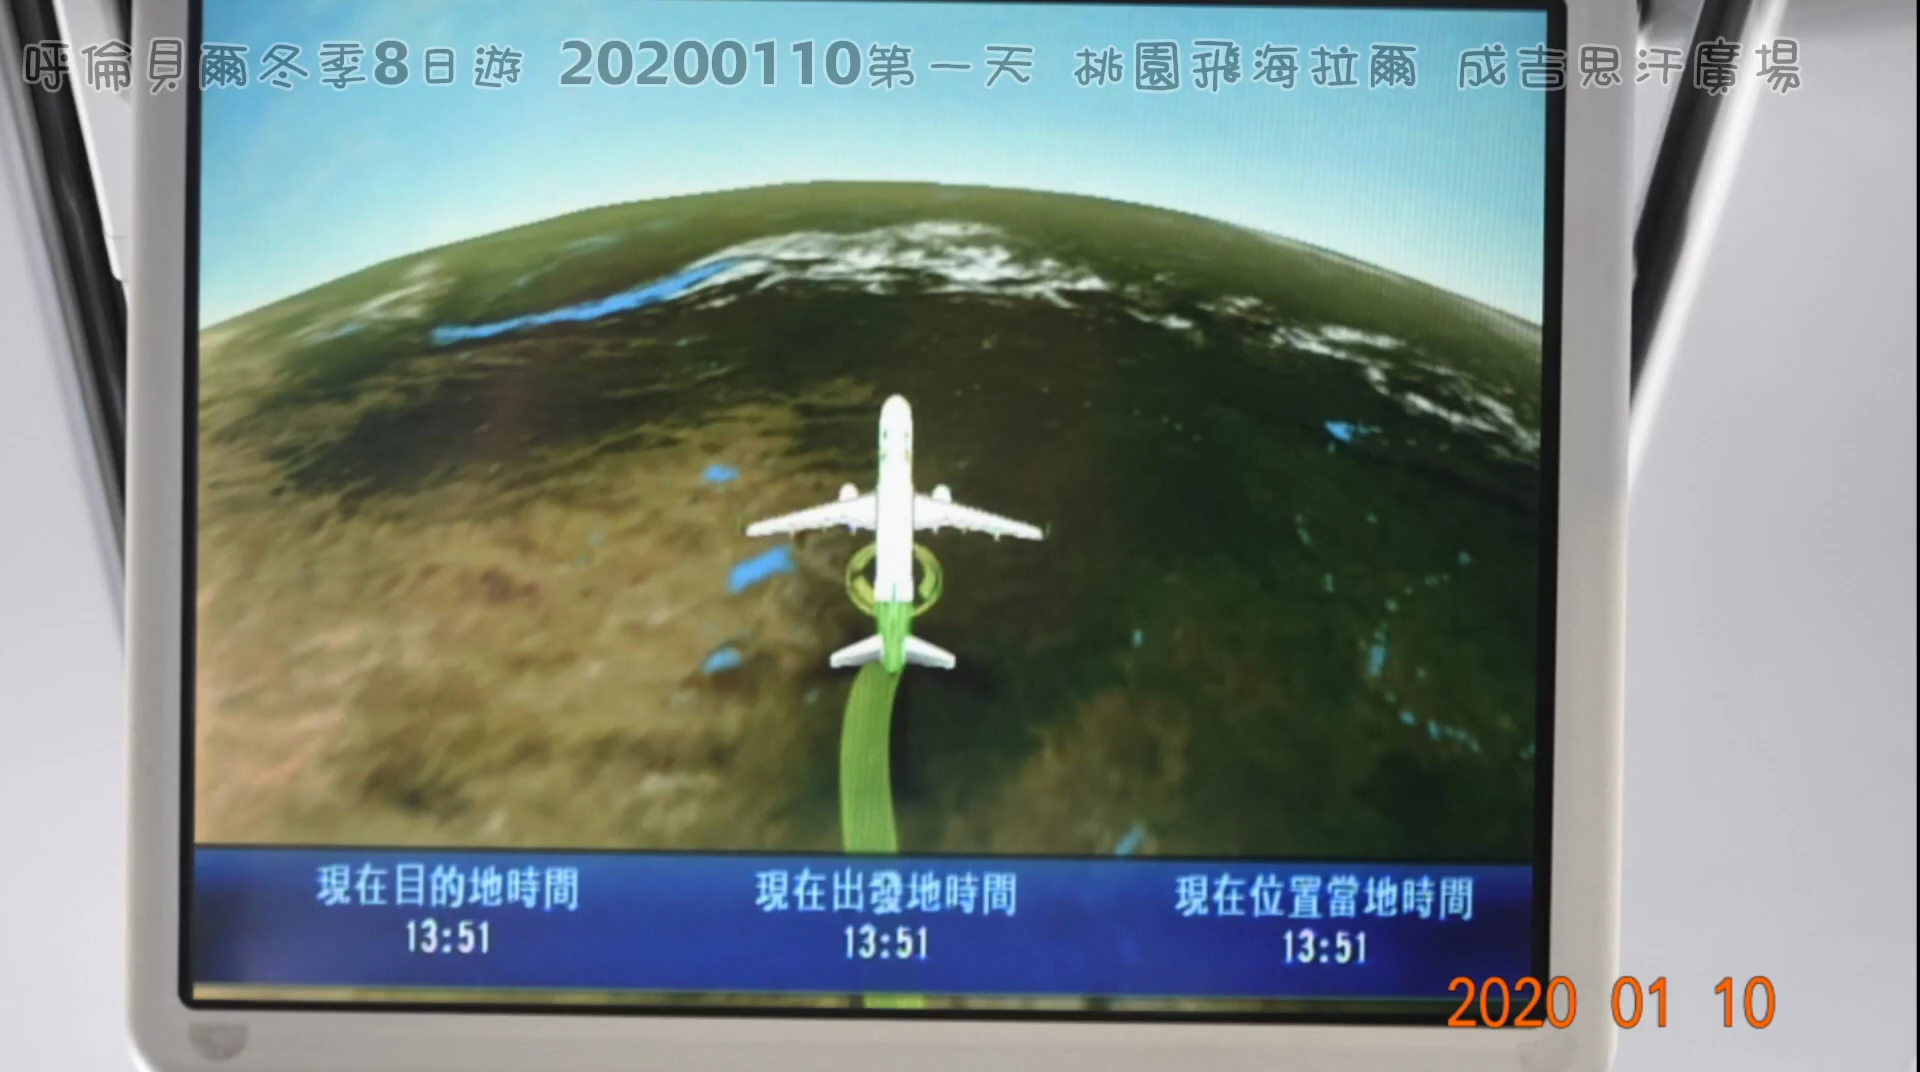 呼倫貝爾冬季8日遊 20200110第一天 桃園飛海拉爾 成吉思汗廣場
現在目的地時間 現在出發地時間 現在位置當地時間
13:51 13:51 13:51
2020 01 10